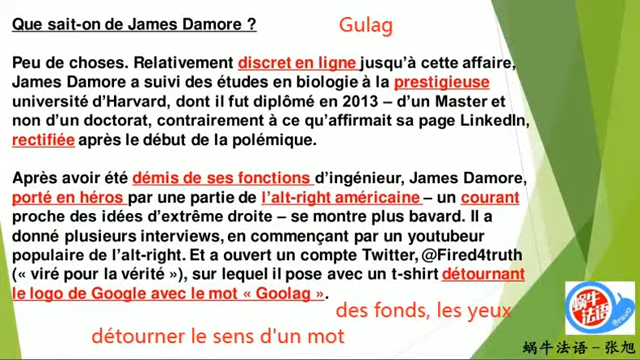 Que sait-on de James Damore ?
Gulag
Peu de choses. Relativement discret en ligne jusqu’à cette affaire,
James Damore a suivi des études en biologie à la prestigieuse
université d’Harvard, dont il fut diplômé en 2013 – d’un Master et
non d’un doctorat, contrairement à ce qu’affirmait sa page LinkedIn,
rectifiée après le début de la polémique.
Après avoir été démis de ses fonctions d’ingénieur, James Damore,
porté en héros par une partie de l’alt-right américaine – un courant
proche des idées d’extrême droite – se montre plus bavard. Il a
donné plusieurs interviews, en commençant par un youtubeur
populaire de l’alt-right. Et a ouvert un compte Twitter, @Fired4truth
(« viré pour la vérité »), sur lequel il pose avec un t-shirt détournant
le logo de Google avec le mot « Goolag ».
des fonds, les yeux
détourner le sens d'un mot
蜗牛
法语
蜗牛法语－张旭